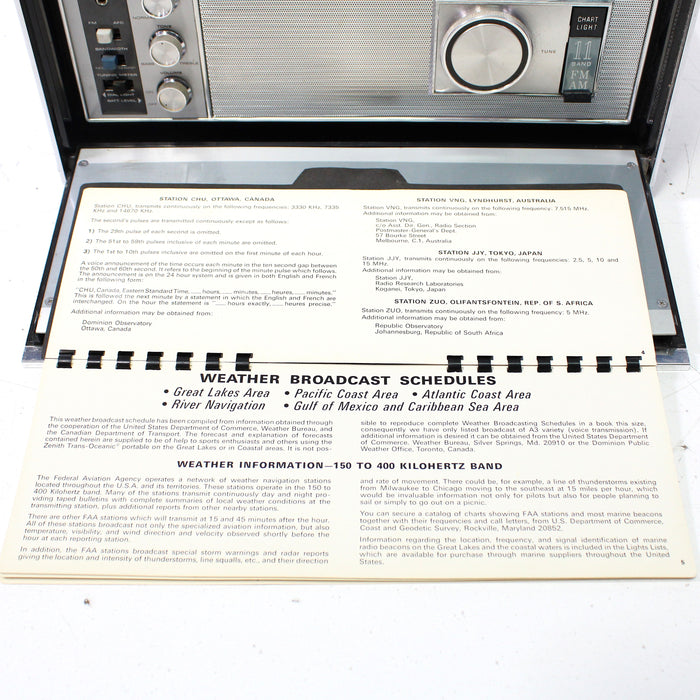 NORMAL
FM AFC
BANDWIDTH
BASS TREBLE
TUNING METER
VOLUME
DIAL LIGHT
BATT. LEVEL
TUNE
CHART
LIGHT
11
BAND
FM
AM
STATION CHU, OTTAWA, CANADA
Station CHU, transmits continuously on the following frequencies: 3330 KHz, 7335
KHz and 14670 KHz.
The second's pulses are transmitted continuously except as follows:
1) The 29th pulse of each second is omitted.
2) The 51st to 59th pulses inclusive of each minute are omitted.
3) The 1st to 10th pulses inclusive are omitted on the first minute of each hour.
A voice announcement of the time occurs each minute in the ten second gap between
the 50th and 60th second. It refers to the beginning of the minute pulse which follows.
The announcement is on the 24 hour system and is given in both English and French
in the following form:
"CHU, Canada, Eastern Standard Time, ___ hours, ___ minutes, ___ heures, ___ minutes."
This is followed the next minute by a statement in which the English and French are
interchanged. On the hour the statement is "___ hours exactly, ___ heures precise."
Additional information may be obtained from:
Dominion Observatory
Ottawa, Canada
STATION VNG, LYNDHURST, AUSTRALIA
Station VNG, transmits continuously on the following frequency: 7.515 MHz.
Additional information may be obtained from:
Station VNG,
c/o Asst. Dir. Gen., Radio Section
Postmaster-General's Dept.
57 Bourke Street
Melbourne, C.1, Australia
STATION JJY, TOKYO, JAPAN
Station JJY, transmits continuously on the following frequencies: 2.5, 5, 10 and
15 MHz.
Additional information may be obtained from:
Station JJY,
Radio Research Laboratories
Koganei, Tokyo, Japan
STATION ZUO, OLIFANTSFONTEIN, REP. OF S. AFRICA
Station ZUO, transmits continuously on the following frequency: 5 MHz.
Additional information may be obtained from:
Republic Observatory
Johannesburg, Republic of South Africa
4
WEATHER BROADCAST SCHEDULES
• Great Lakes Area • Pacific Coast Area • Atlantic Coast Area
• River Navigation • Gulf of Mexico and Caribbean Sea Area
This weather broadcast schedule has been compiled from information obtained through
the cooperation of the United States Department of Commerce, Weather Bureau, and
the Canadian Department of Transport. The forecast and explanation of forecasts
contained herein are supplied to be of help to sports enthusiasts and others using the
Zenith Trans-Oceanic® portable on the Great Lakes or in Coastal areas. It is not pos-
sible to reproduce complete Weather Broadcasting Schedules in a book this size,
consequently we have only listed broadcast of A3 variety (voice transmission). If
additional information is desired it can be obtained from the United States Department
of Commerce, Weather Bureau, Silver Springs, Md. 20910 or the Dominion Public
Weather Office, Toronto, Canada.
WEATHER INFORMATION—150 TO 400 KILOHERTZ BAND
The Federal Aviation Agency operates a network of weather navigation stations
located throughout the U.S.A. and its territories. These stations operate in the 150 to
400 Kilohertz band. Many of the stations transmit continuously day and night pro-
viding taped bulletins with complete summaries of local weather conditions at the
transmitting station, plus additional reports from other nearby stations.
There are other FAA stations which will transmit at 15 and 45 minutes after the hour.
All of these stations broadcast not only the specialized aviation information, but also
temperature, visibility, and wind direction and velocity observed shortly before the
hour at each reporting station.
In addition, the FAA stations broadcast special storm warnings and radar reports
giving the location and intensity of thunderstorms, line squalls, etc., and their direction
and rate of movement. There could be, for example, a line of thunderstorms existing
from Milwaukee to Chicago moving to the southeast at 15 miles per hour, which
would be invaluable information not only for pilots but also for people planning to
sail or simply to go on a picnic.
You can secure a catalog of charts showing FAA stations and most marine beacons
together with their frequencies and call letters, from U.S. Department of Commerce,
Coast and Geodetic Survey, Rockville, Maryland 20852.
Information regarding the location, frequency, and signal identification of marine
radio beacons on the Great Lakes and the coastal waters is included in the Lights Lists,
which are available for purchase through marine suppliers throughout the United
States.
5